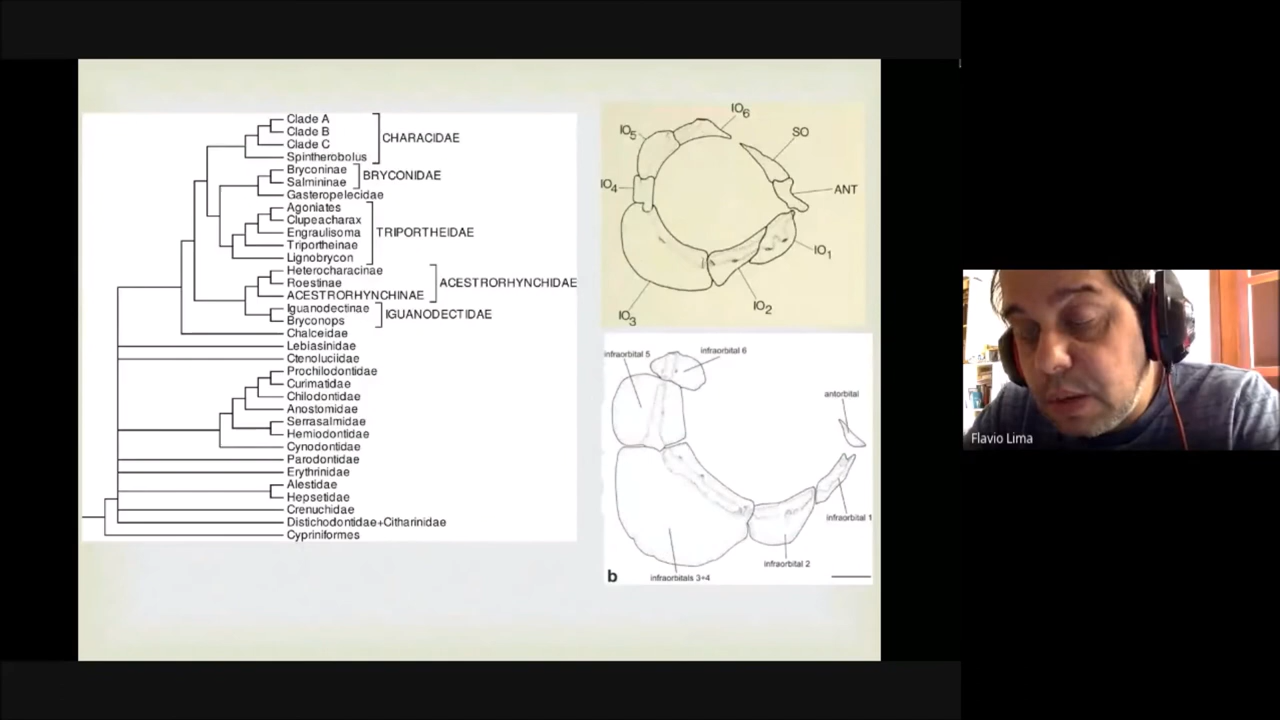 Clade A
Clade B
Clade C
Spintherobolus
CHARACIDAE
Bryconinae
Salmininae
BRYCONIDAE
Gasteropelecidae
Agoniates
Clupeacharax
Engraulisoma
Triportheinae
Lignobrycon
TRIPORTHEIDAE
Heterocharacinae
Roestinae
ACESTRORHYNCHINAE
ACESTRORHYNCHIDAE
Iguanodectinae
Bryconops
IGUANODECTIDAE
Chalceidae
Lebiasinidae
Ctenoluciidae
Prochilodontidae
Curimatidae
Chilodontidae
Anostomidae
Serrasalmidae
Hemiodontidae
Cynodontidae
Parodontidae
Erythrinidae
Alestidae
Hepsetidae
Crenuchidae
Distichodontidae+Citharinidae
Cypriniformes
IO6
IO5
SO
IO4
ANT
IO1
IO2
IO3
infraorbital 5
infraorbital 6
antorbital
infraorbital 1
infraorbital 2
b
infraorbitals 3+4
Flavio Lima